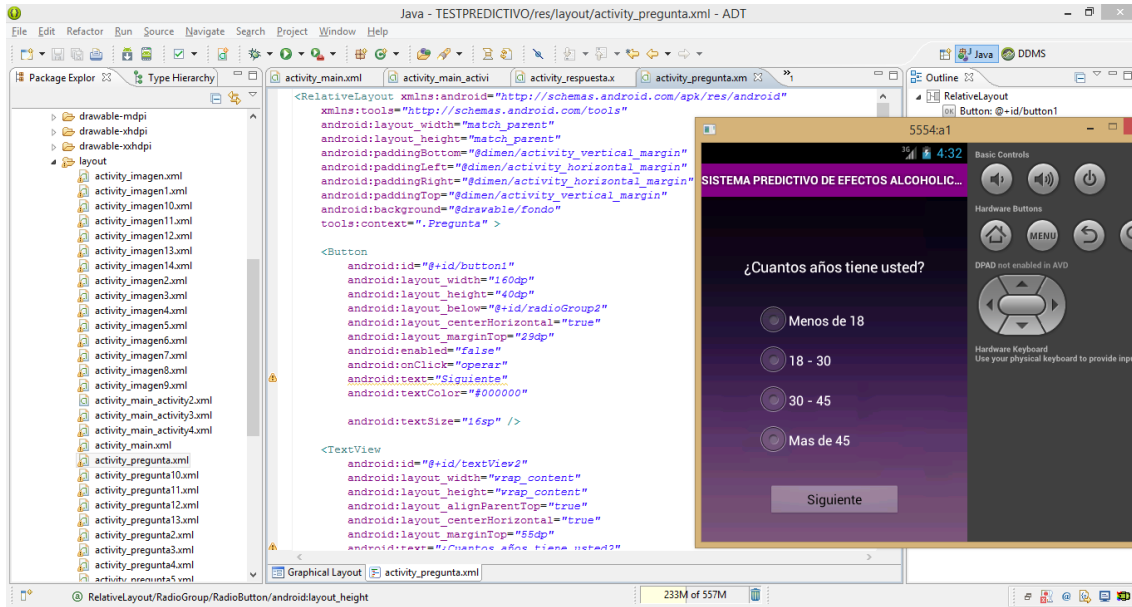 Java - TESTPREDICTIVO/res/layout/activity_pregunta.xml - ADT
File Edit Refactor Run Source Navigate Search Project Window Help
Java DDMS
Package Explor Type Hierarchy
activity_main.xml activity_main_activi activity_respuesta.x activity_pregunta.xm »1
Outline
drawable-mdpi
drawable-xhdpi
drawable-xxhdpi
layout
activity_imagen.xml
activity_imagen1.xml
activity_imagen10.xml
activity_imagen11.xml
activity_imagen12.xml
activity_imagen13.xml
activity_imagen14.xml
activity_imagen2.xml
activity_imagen3.xml
activity_imagen4.xml
activity_imagen5.xml
activity_imagen6.xml
activity_imagen7.xml
activity_imagen8.xml
activity_imagen9.xml
activity_main_activity2.xml
activity_main_activity3.xml
activity_main_activity4.xml
activity_main.xml
activity_pregunta.xml
activity_pregunta10.xml
activity_pregunta11.xml
activity_pregunta12.xml
activity_pregunta13.xml
activity_pregunta2.xml
activity_pregunta3.xml
activity_pregunta4.xml
activity_pregunta5.xml
<RelativeLayout xmlns:android="http://schemas.android.com/apk/res/android"
xmlns:tools="http://schemas.android.com/tools"
android:layout_width="match_parent"
android:layout_height="match_parent"
android:paddingBottom="@dimen/activity_vertical_margin"
android:paddingLeft="@dimen/activity_horizontal_margin"
android:paddingRight="@dimen/activity_horizontal_margin"
android:paddingTop="@dimen/activity_vertical_margin"
android:background="@drawable/fondo"
tools:context=".Pregunta" >
<Button
android:id="@+id/button1"
android:layout_width="160dp"
android:layout_height="40dp"
android:layout_below="@+id/radioGroup2"
android:layout_centerHorizontal="true"
android:layout_marginTop="29dp"
android:enabled="false"
android:onClick="operar"
android:text="Siguiente"
android:textColor="#000000"
android:textSize="16sp" />
<TextView
android:id="@+id/textView2"
android:layout_width="wrap_content"
android:layout_height="wrap_content"
android:layout_alignParentTop="true"
android:layout_centerHorizontal="true"
android:layout_marginTop="55dp"
android:text="¿Cuantos años tiene usted?"
Graphical Layout activity_pregunta.xml
RelativeLayout
Button: @+id/button1
5554:a1
3G 4:32
SISTEMA PREDICTIVO DE EFECTOS ALCOHOLIC...
¿Cuantos años tiene usted?
Menos de 18
18 - 30
30 - 45
Mas de 45
Siguiente
Basic Controls
Hardware Buttons
MENU
DPAD not enabled in AVD
Hardware Keyboard
Use your physical keyboard to provide inpu
RelativeLayout/RadioGroup/RadioButton/android:layout_height
233M of 557M